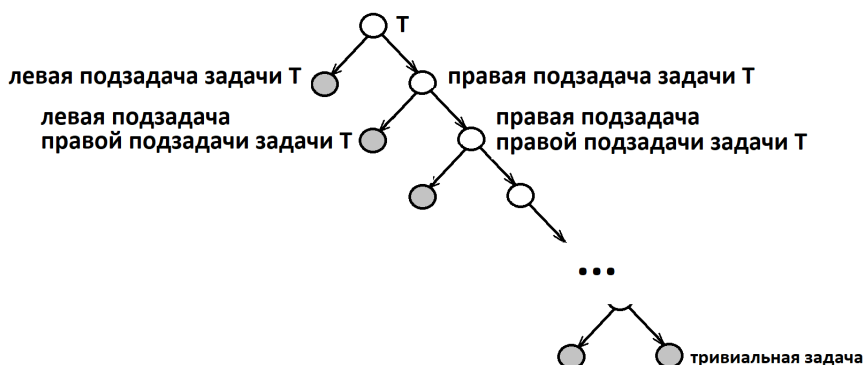 T
левая подзадача задачи T
правая подзадача задачи T
левая подзадача
правой подзадачи задачи T
правая подзадача
правой подзадачи задачи T
...
тривиальная задача